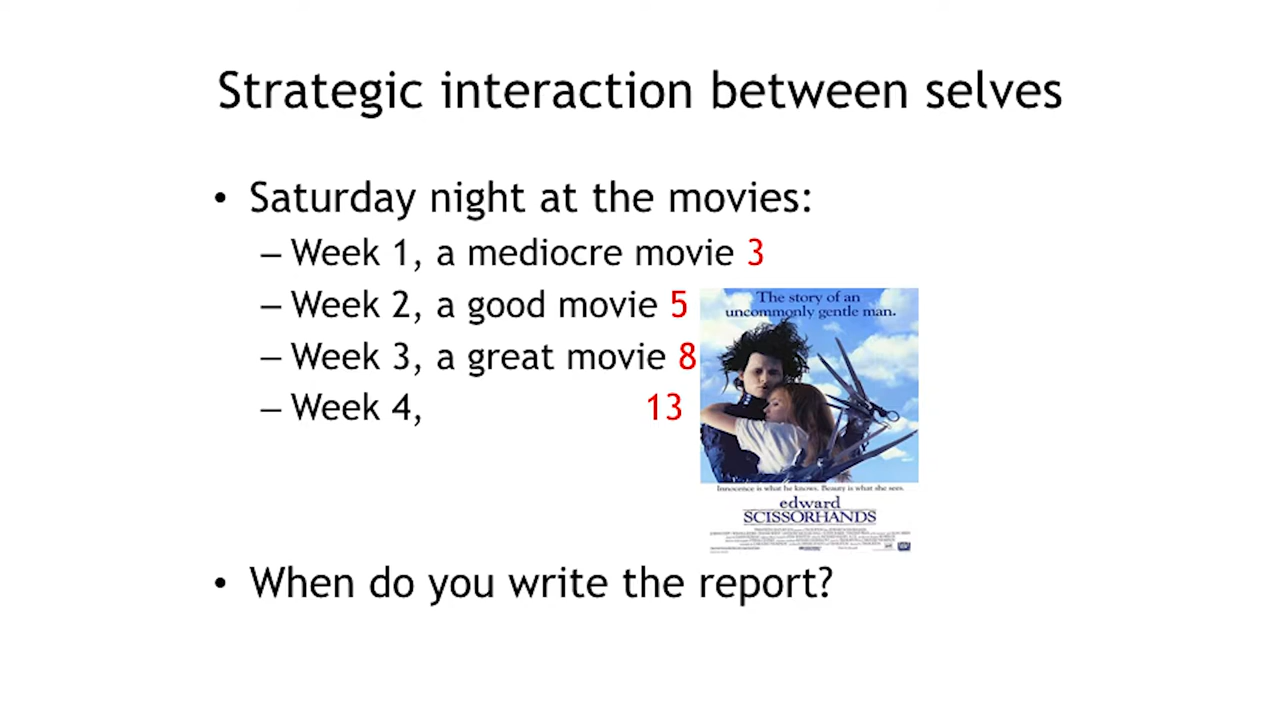 Strategic interaction between selves
• Saturday night at the movies:
– Week 1, a mediocre movie 3
– Week 2, a good movie 5
– Week 3, a great movie 8
– Week 4, 13
The story of an
uncommonly gentle man.
Innocence is what he knows. Beauty is what she sees.
edward
SCISSORHANDS
• When do you write the report?